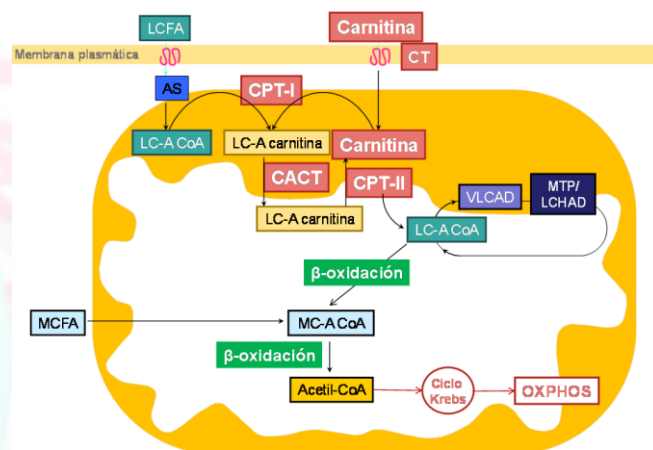 LCFA
Carnitina
Membrana plasmática
CT
AS
CPT-I
LC-A CoA
LC-A carnitina
Carnitina
CACT
CPT-II
VLCAD
MTP/
LCHAD
LC-A carnitina
LC-A CoA
β-oxidación
MCFA
MC-A CoA
β-oxidación
Acetil-CoA
Ciclo
Krebs
OXPHOS